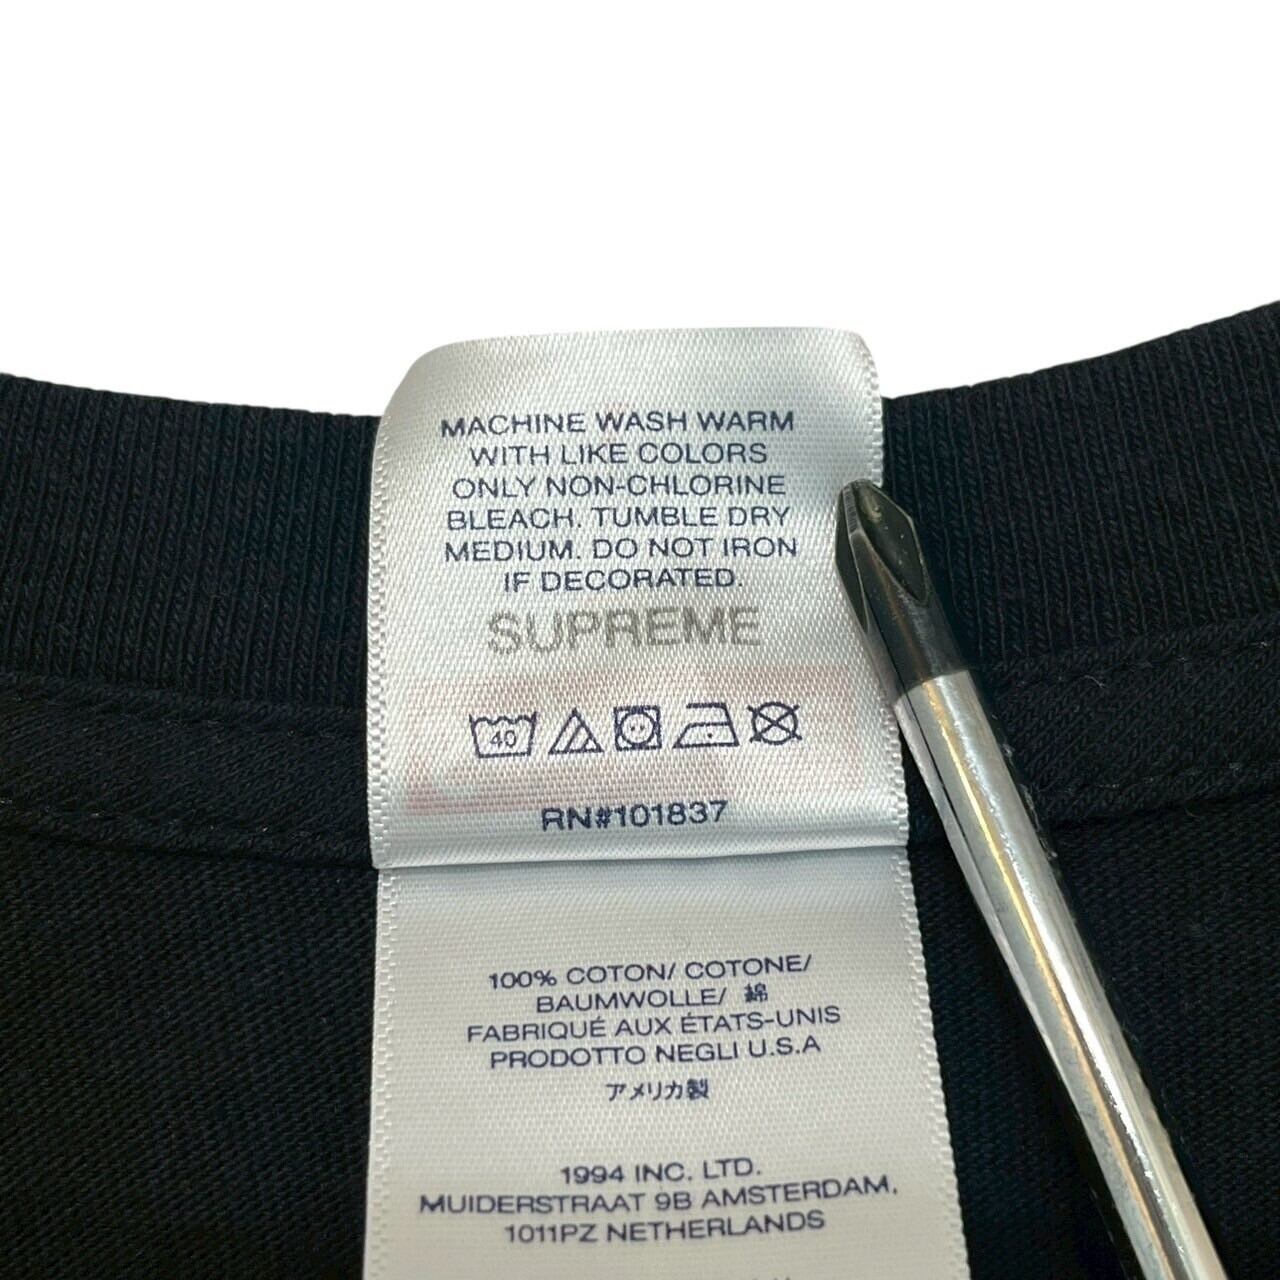 MACHINE WASH WARM
WITH LIKE COLORS
ONLY NON-CHLORINE
BLEACH. TUMBLE DRY
MEDIUM. DO NOT IRON
IF DECORATED.
SUPREME
40
RN#101837
100% COTON/ COTONE/
BAUMWOLLE/ 綿
FABRIQUÉ AUX ÉTATS-UNIS
PRODOTTO NEGLI U.S.A
アメリカ製
1994 INC. LTD.
MUIDERSTRAAT 9B AMSTERDAM,
1011PZ NETHERLANDS